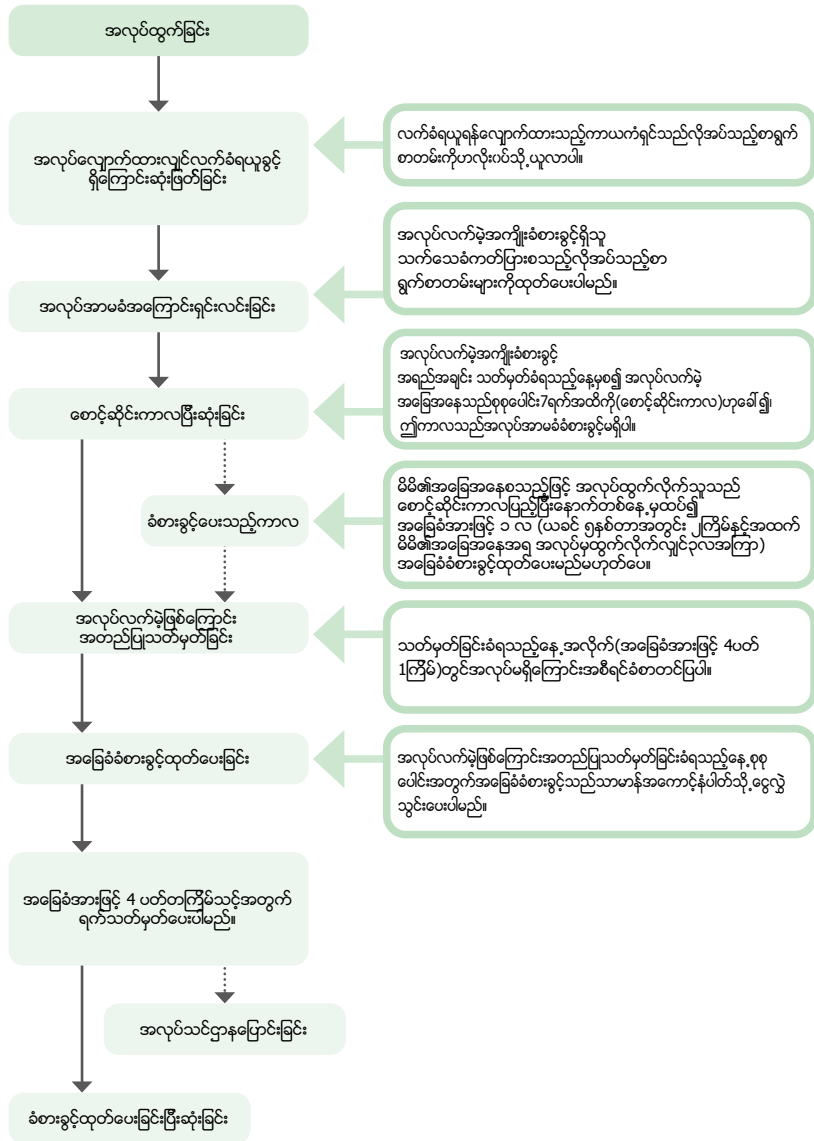 အလုပ်ထွက်ခြင်း
အလုပ်လျှောက်ထားလျှင်လက်ခံရယူခွင့်
ရှိကြောင်းဆုံးဖြတ်ခြင်း
လက်ခံရယူရန်လျှောက်ထားသည့်ကာယကံရှင်သည်လိုအပ်သည့်စာရွက်
စာတမ်းကိုဟလိုးဝပ်သို့ယူလာပါ။
အလုပ်လက်မဲ့အကျိုးခံစားခွင့်ရှိသူ
သက်သေခံကတ်ပြားစသည့်လိုအပ်သည့်စာ
ရွက်စာတမ်းများကိုထုတ်ပေးပါမည်။
အလုပ်အာမခံအကြောင်းရှင်းလင်းခြင်း
အလုပ်လက်မဲ့အကျိုးခံစားခွင့်
အရည်အချင်း သတ်မှတ်ခံရသည့်နေ့မှစ၍ အလုပ်လက်မဲ့
အခြေအနေသည်စုစုပေါင်း7ရက်အထိကို(စောင့်ဆိုင်းကာလ)ဟုခေါ်၍၊
ဤကာလသည်အလုပ်အာမခံခံစားခွင့်မရှိပါ။
စောင့်ဆိုင်းကာလပြီးဆုံးခြင်း
မိမိ၏အခြေအနေစသည့်ဖြင့် အလုပ်ထွက်လိုက်သူသည်
စောင့်ဆိုင်းကာလပြည့်ပြီးနောက်တစ်နေ့မှထပ်၍
အခြေခံအားဖြင့် ၁ လ (ယခင် ၅နှစ်တာအတွင်း ၂ကြိမ်နှင့်အထက်
မိမိ၏အခြေအနေအရ အလုပ်မှထွက်လိုက်လျှင်၃လအကြာ)
အခြေခံခံစားခွင့်ထုတ်ပေးမည်မဟုတ်ပေ။
ခံစားခွင့်ပေးသည့်ကာလ
အလုပ်လက်မဲ့ဖြစ်ကြောင်း
အတည်ပြုသတ်မှတ်ခြင်း
သတ်မှတ်ခြင်းခံရသည့်နေ့အလိုက်(အခြေခံအားဖြင့် 4ပတ်
1ကြိမ်)တွင်အလုပ်မရှိကြောင်းအစီရင်ခံစာတင်ပြပါ။
အခြေခံခံစားခွင့်ထုတ်ပေးခြင်း
အလုပ်လက်မဲ့ဖြစ်ကြောင်းအတည်ပြုသတ်မှတ်ခြင်းခံရသည့်နေ့စုစု
ပေါင်းအတွက်အခြေခံခံစားခွင့်သည်သာမာန်အကောင့်နံပါတ်သို့ငွေလွှဲ
သွင်းပေးပါမည်။
အခြေခံအားဖြင့် 4 ပတ်တကြိမ်သင့်အတွက်
ရက်သတ်မှတ်ပေးပါမည်။
အလုပ်သင်ဌာနပြောင်းခြင်း
ခံစားခွင့်ထုတ်ပေးခြင်းပြီးဆုံးခြင်း